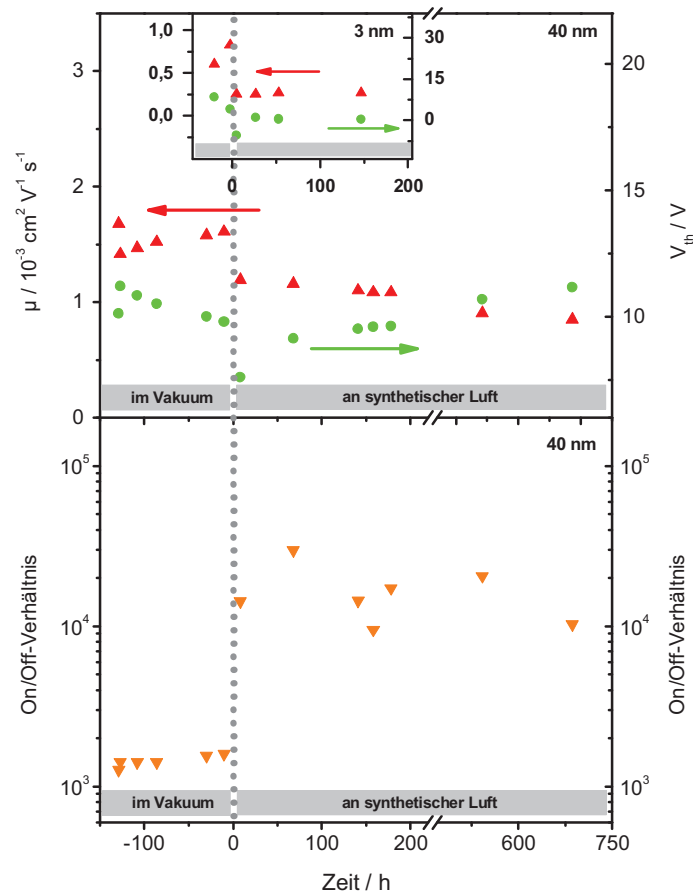 3 nm
40 nm
1,0
0,5
0,0
30
15
0
0
100
200
3
2
1
0
20
15
10
μ / 10⁻³ cm² V⁻¹ s⁻¹
V_th / V
im Vakuum
an synthetischer Luft
40 nm
10⁵
10⁴
10³
10⁵
10⁴
10³
On/Off-Verhältnis
On/Off-Verhältnis
im Vakuum
an synthetischer Luft
-100
0
100
200
600
750
Zeit / h